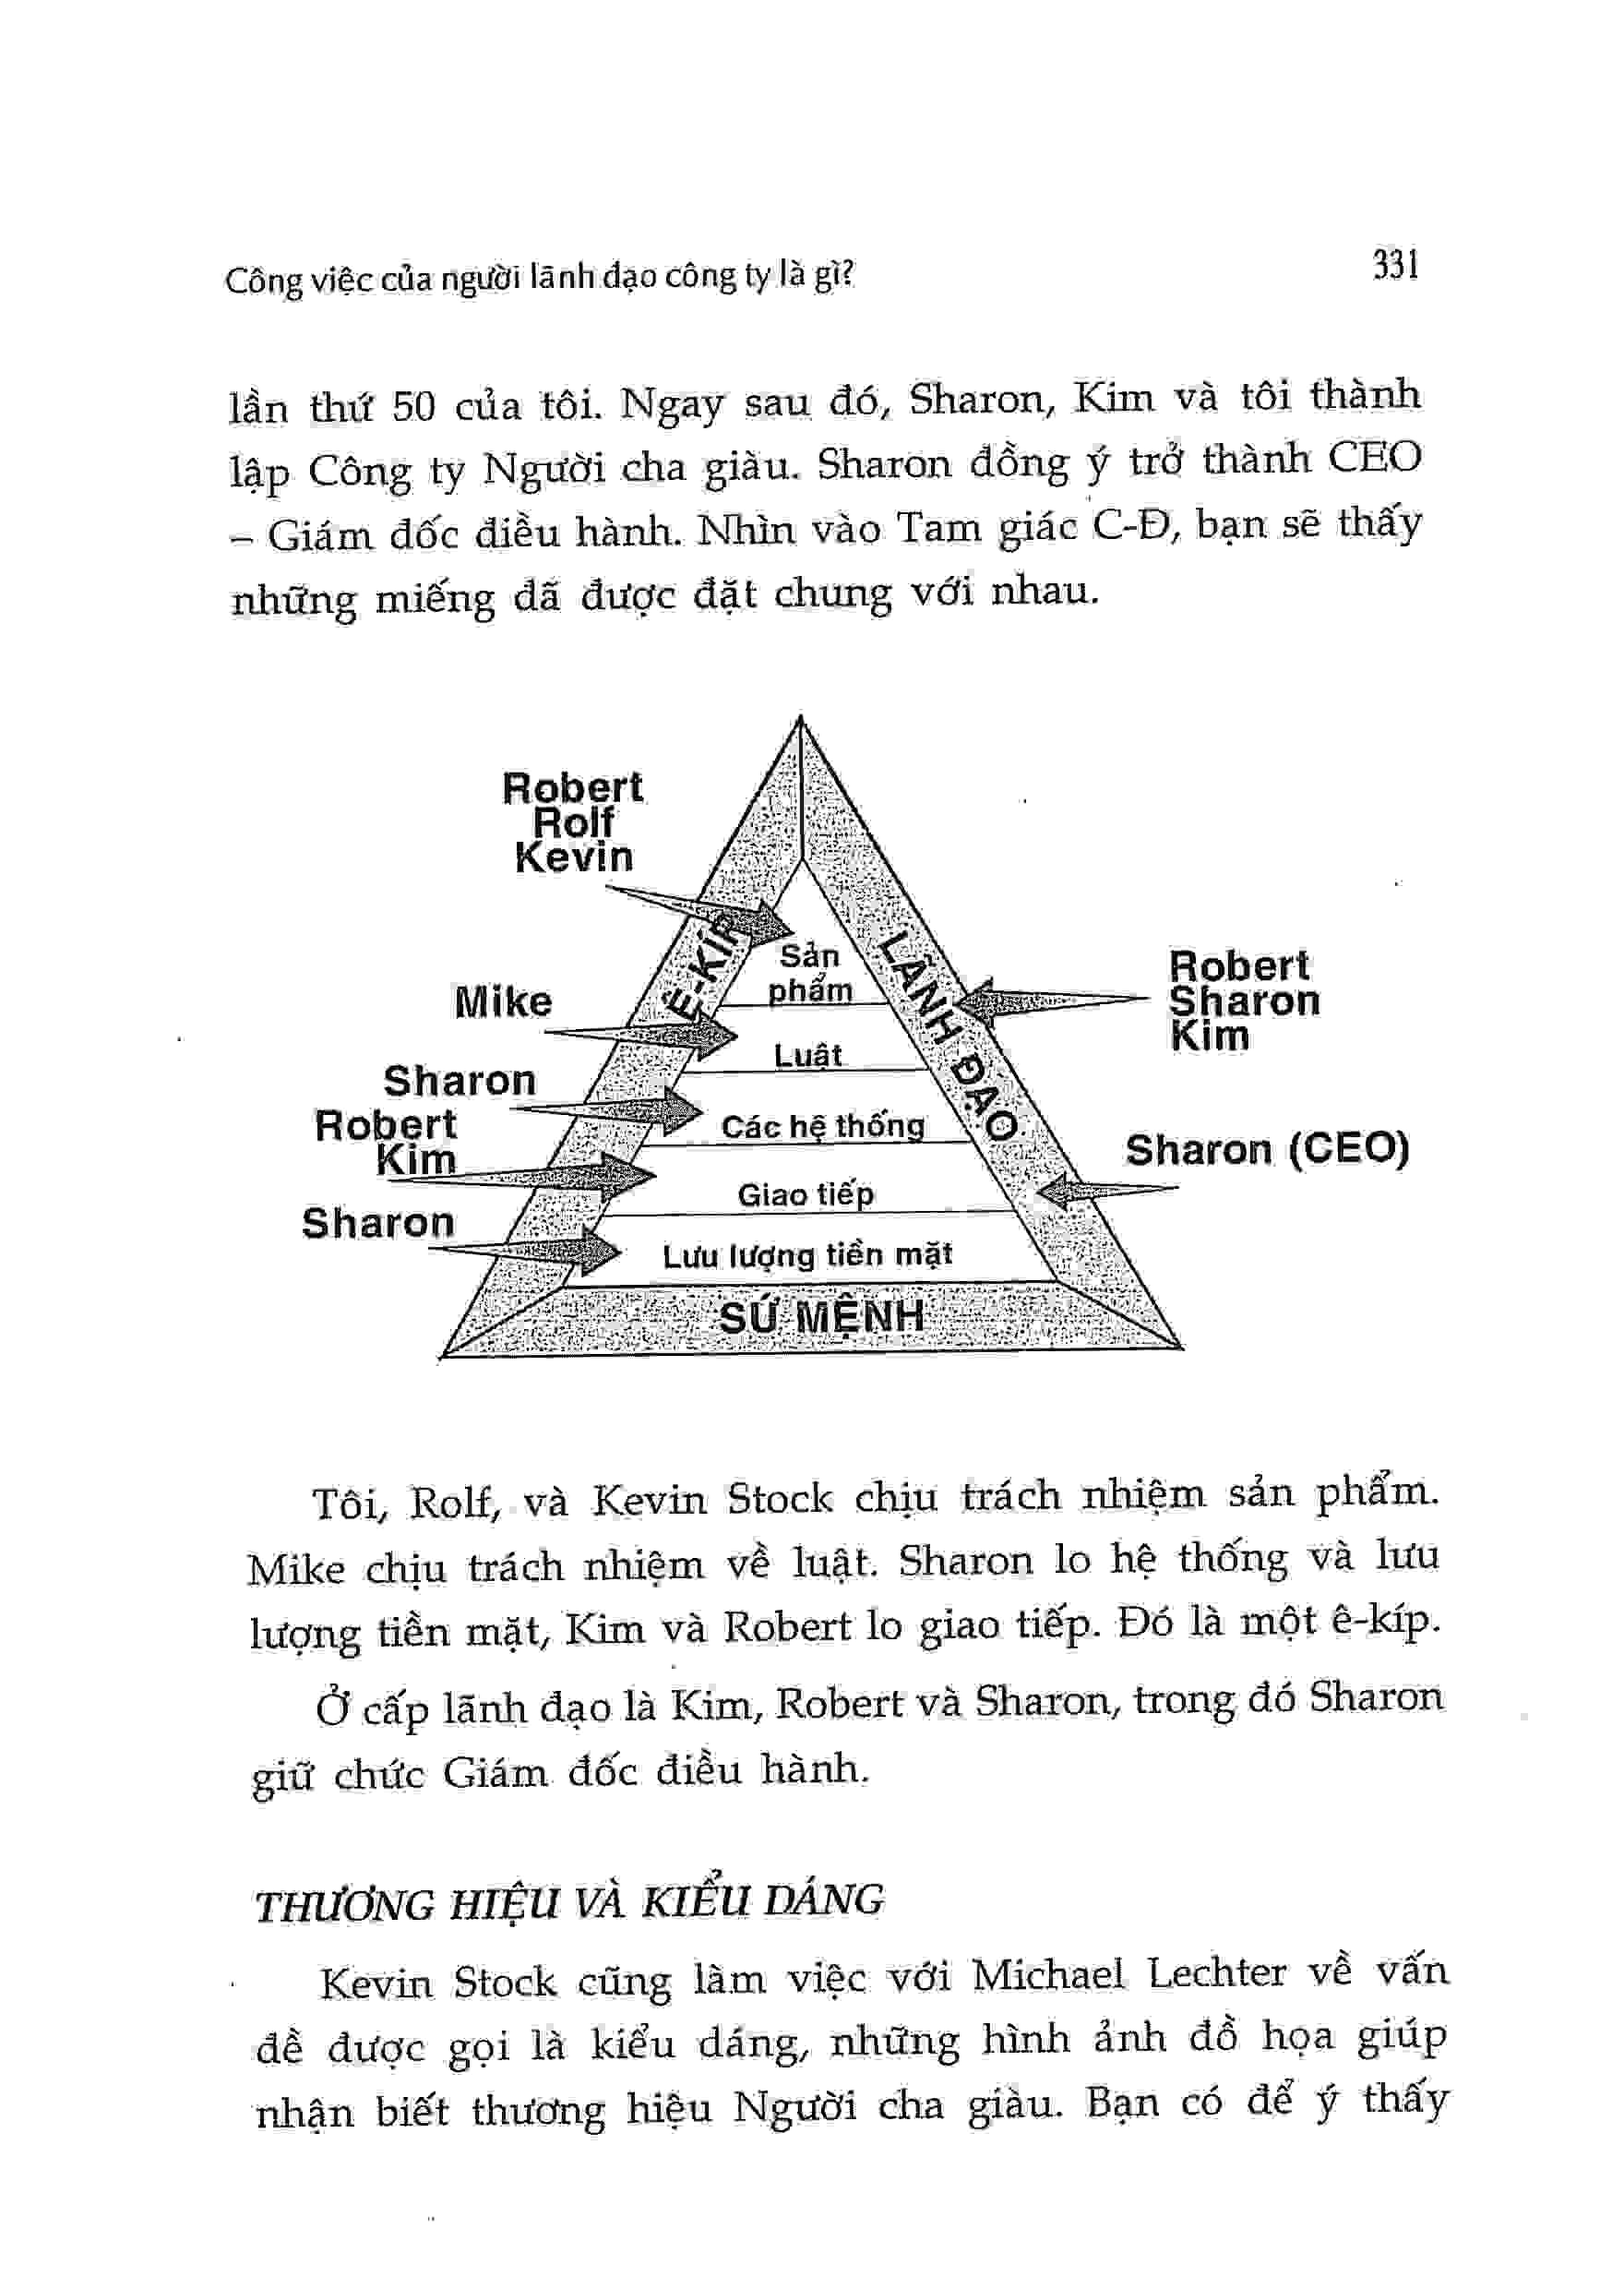 Công việc của người lãnh đạo công ty là gì?
331
lần thứ 50 của tôi. Ngay sau đó, Sharon, Kim và tôi thành
lập Công ty Người cha giàu. Sharon đồng ý trở thành CEO
– Giám đốc điều hành. Nhìn vào Tam giác C-Đ, bạn sẽ thấy
những miếng đã được đặt chung với nhau.
Robert
Rolf
Kevin
Mike
Sharon
Robert
Kim
Sharon
Ê-KÍP
Sản
phẩm
Luật
Các hệ thống
Giao tiếp
Lưu lượng tiền mặt
SỨ MỆNH
LÃNH ĐẠO
Robert
Sharon
Kim
Sharon (CEO)
Tôi, Rolf, và Kevin Stock chịu trách nhiệm sản phẩm.
Mike chịu trách nhiệm về luật. Sharon lo hệ thống và lưu
lượng tiền mặt, Kim và Robert lo giao tiếp. Đó là một ê-kíp.
Ở cấp lãnh đạo là Kim, Robert và Sharon, trong đó Sharon
giữ chức Giám đốc điều hành.
THƯƠNG HIỆU VÀ KIỂU DÁNG
Kevin Stock cũng làm việc với Michael Lechter về vấn
đề được gọi là kiểu dáng, những hình ảnh đồ họa giúp
nhận biết thương hiệu Người cha giàu. Bạn có để ý thấy